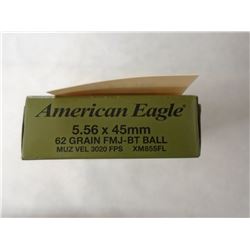 American Eagle
5.56 x 45mm
62 GRAIN FMJ-BT BALL
MUZ VEL 3020 FPS XM855FL